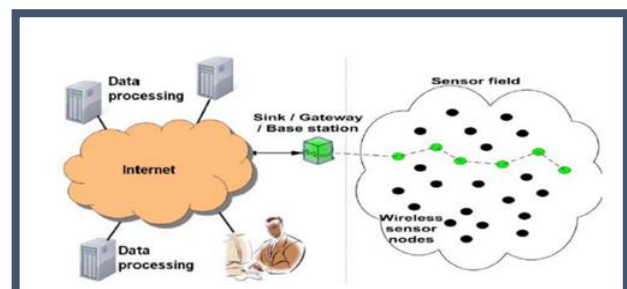 Data
processing
Sink / Gateway
/ Base station
Sensor field
Internet
Wireless
sensor
nodes
Data
processing